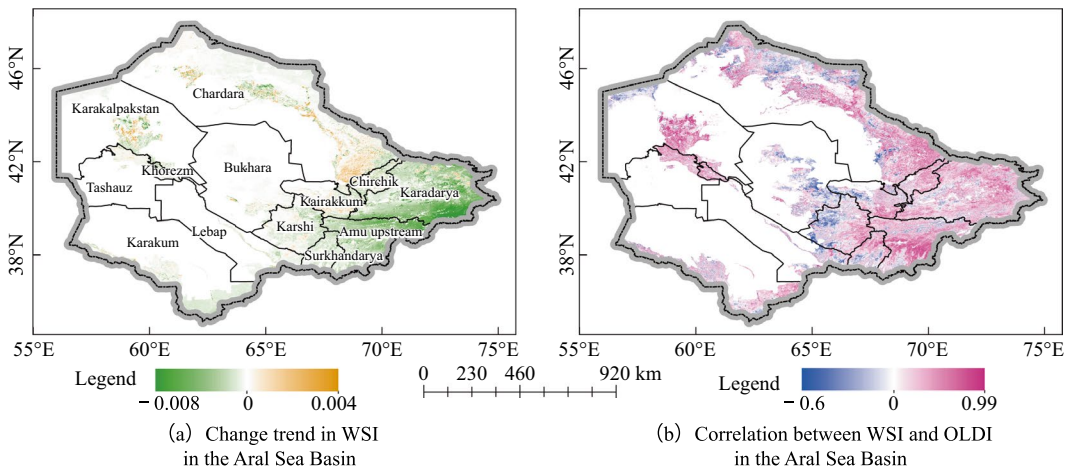 46°N
42°N
38°N
Chardara
Karakalpakstan
Khorezm
Bukhara
Chirchik
Tashauz
Karadarya
Kairakkum
Karshi
Lebap
Amu upstream
Karakum
Surkhandarya
55°E 60°E 65°E 70°E 75°E
Legend
−0.008 0 0.004
0 230 460 920 km
(a) Change trend in WSI
in the Aral Sea Basin
46°N
42°N
38°N
55°E 60°E 65°E 70°E 75°E
Legend
−0.6 0 0.99
(b) Correlation between WSI and OLDI
in the Aral Sea Basin